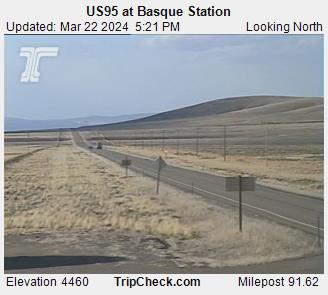 US95 at Basque Station
Updated: Mar 22 2024 5:21 PM Looking North
Elevation 4460 TripCheck.com Milepost 91.62